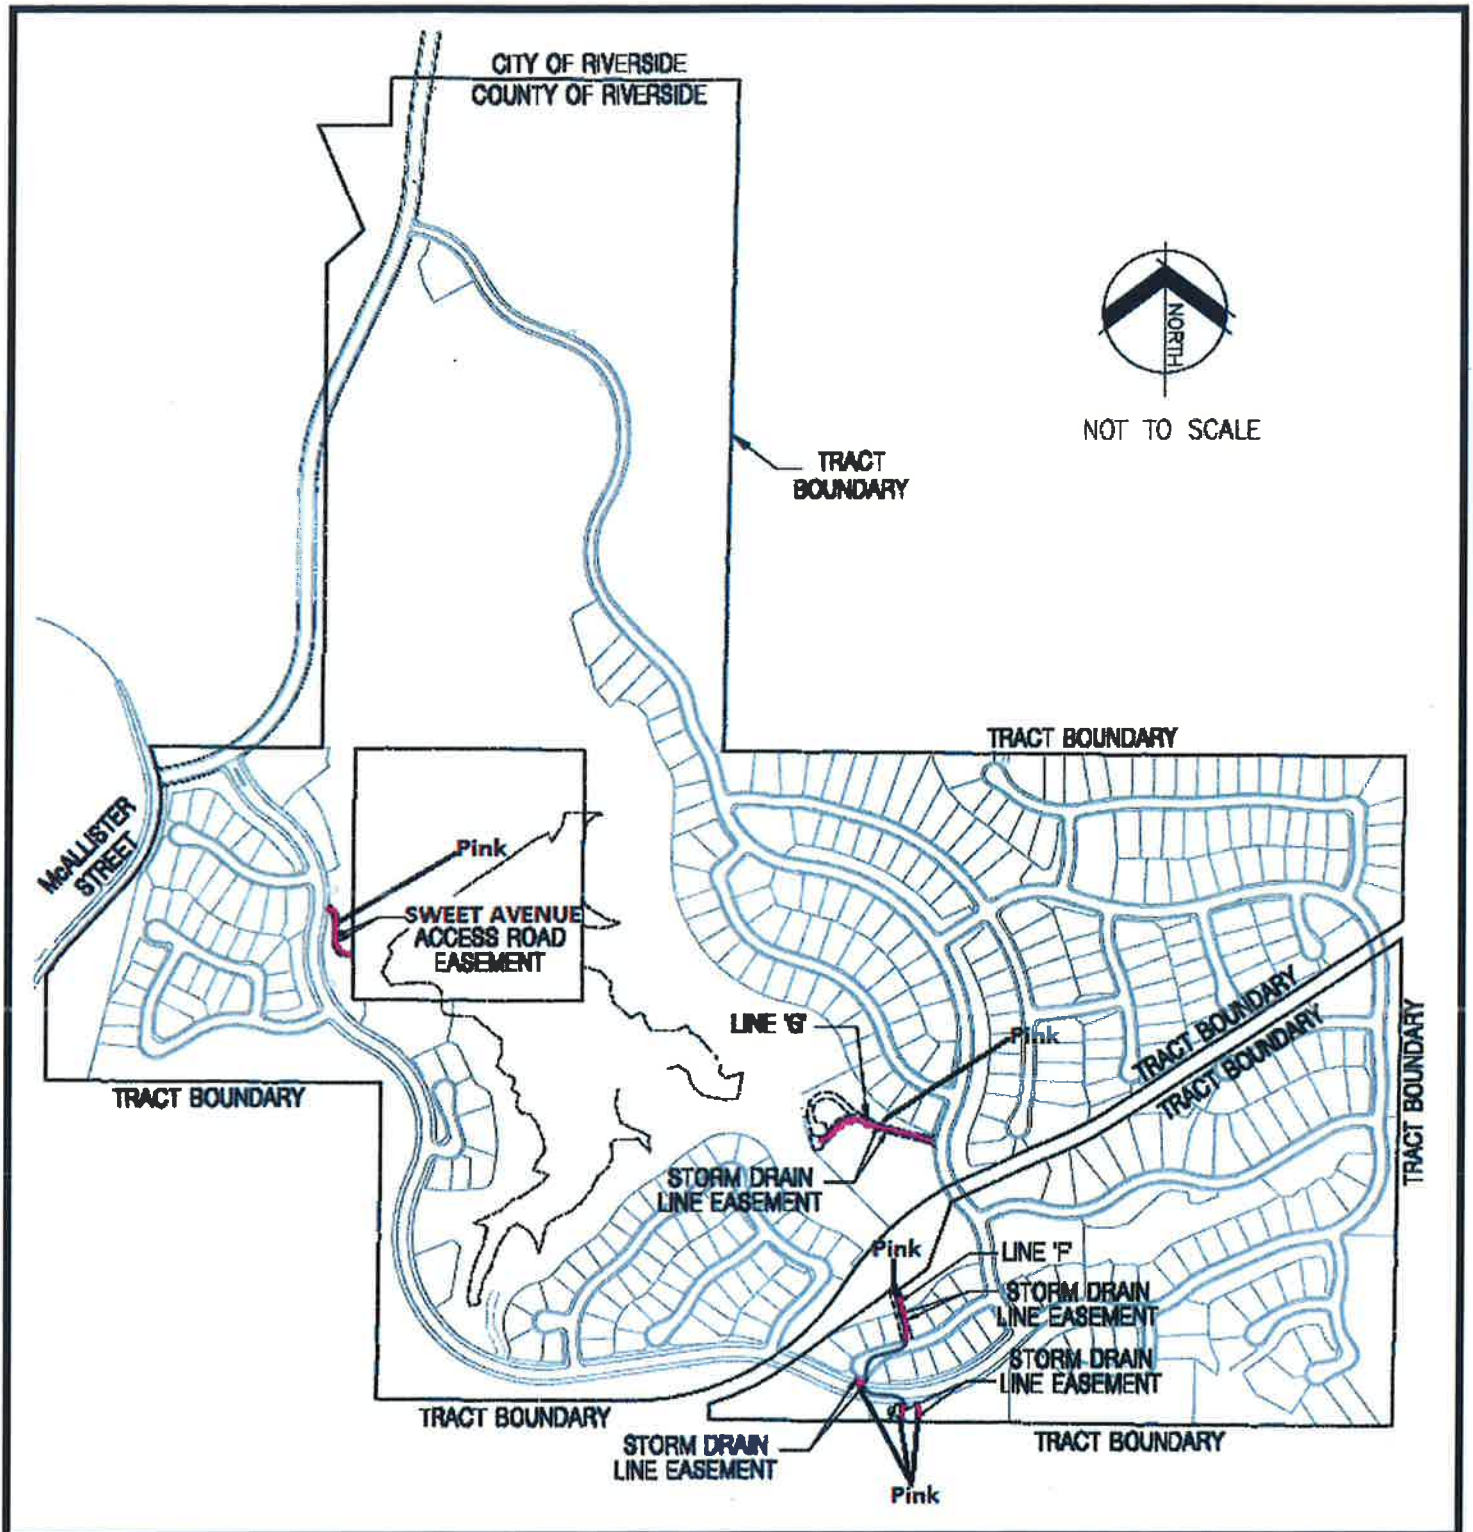 CITY OF RIVERSIDE
COUNTY OF RIVERSIDE
NORTH
NOT TO SCALE
TRACT
BOUNDARY
TRACT BOUNDARY
McALLISTER
STREET
Pink
SWEET AVENUE
ACCESS ROAD
EASEMENT
LINE 'G'
Pink
TRACT BOUNDARY
TRACT BOUNDARY
TRACT BOUNDARY
TRACT BOUNDARY
STORM DRAIN
LINE EASEMENT
Pink
LINE 'F'
STORM DRAIN
LINE EASEMENT
STORM DRAIN
LINE EASEMENT
TRACT BOUNDARY
STORM DRAIN
LINE EASEMENT
TRACT BOUNDARY
Pink